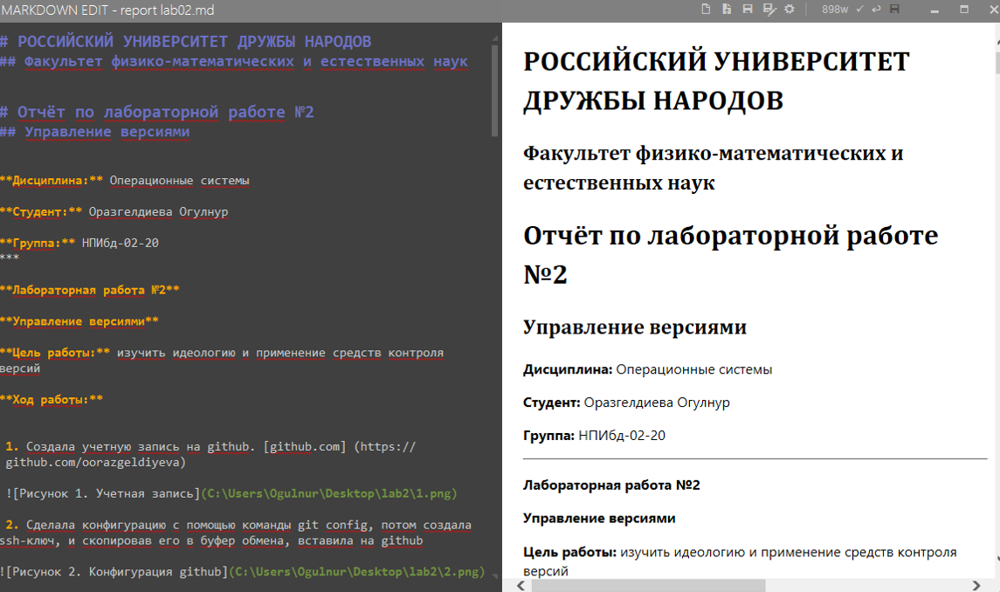 MARKDOWN EDIT - report lab02.md
898w
# РОССИЙСКИЙ УНИВЕРСИТЕТ ДРУЖБЫ НАРОДОВ
## Факультет физико-математических и естественных наук
# Отчёт по лабораторной работе №2
## Управление версиями
**Дисциплина:** Операционные системы
**Студент:** Оразгелдиева Огулнур
**Группа:** НПИбд-02-20
***
**Лабораторная работа №2**
**Управление версиями**
**Цель работы:** изучить идеологию и применение средств контроля
версий
**Ход работы:**
1. Создала учетную запись на github. [github.com] (https://
github.com/oorazgeldiyeva)
![Рисунок 1. Учетная запись](C:\Users\Ogulnur\Desktop\lab2\1.png)
2. Сделала конфигурацию с помощью команды git config, потом создала
ssh-ключ, и скопировав его в буфер обмена, вставила на github
![Рисунок 2. Конфигурация github](C:\Users\Ogulnur\Desktop\lab2\2.png)
РОССИЙСКИЙ УНИВЕРСИТЕТ
ДРУЖБЫ НАРОДОВ
Факультет физико-математических и
естественных наук
Отчёт по лабораторной работе
№2
Управление версиями
Дисциплина: Операционные системы
Студент: Оразгелдиева Огулнур
Группа: НПИбд-02-20
Лабораторная работа №2
Управление версиями
Цель работы: изучить идеологию и применение средств контроля
версий